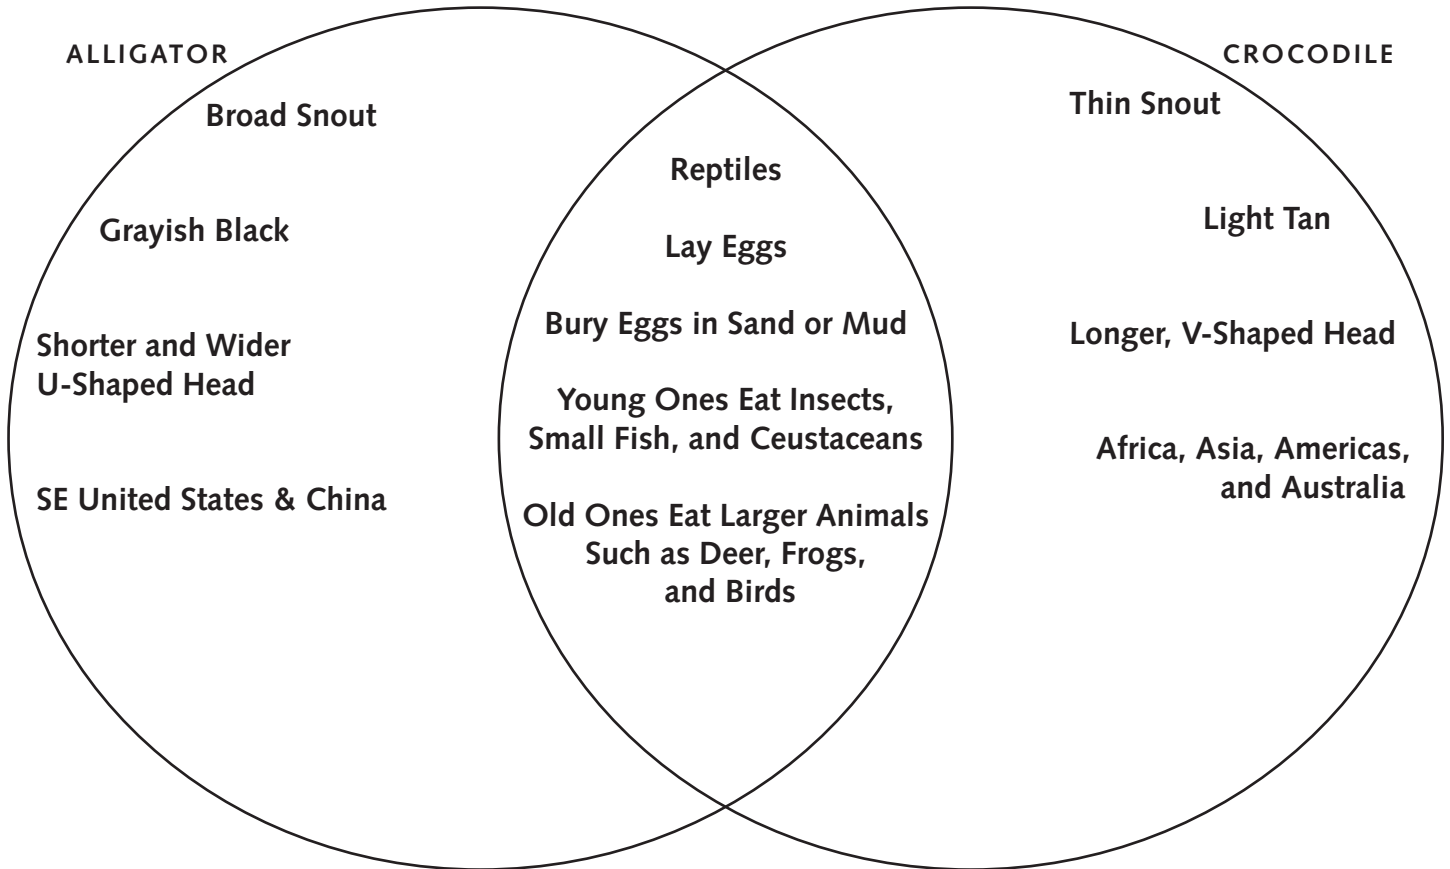 ALLIGATOR
Broad Snout
Grayish Black
Shorter and Wider
U-Shaped Head
SE United States & China
Reptiles
Lay Eggs
Bury Eggs in Sand or Mud
Young Ones Eat Insects,
Small Fish, and Ceustaceans
Old Ones Eat Larger Animals
Such as Deer, Frogs,
and Birds
CROCODILE
Thin Snout
Light Tan
Longer, V-Shaped Head
Africa, Asia, Americas,
and Australia